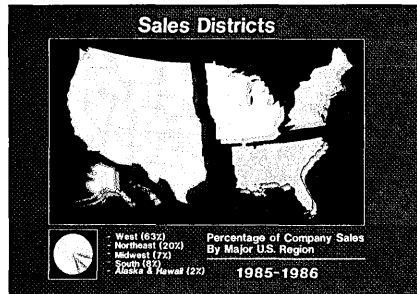 Sales Districts
- West (63%)
- Northeast (20%)
- Midwest (7%)
- South (8%)
- Alaska & Hawaii (2%)
Percentage of Company Sales
By Major U.S. Region
1985-1986